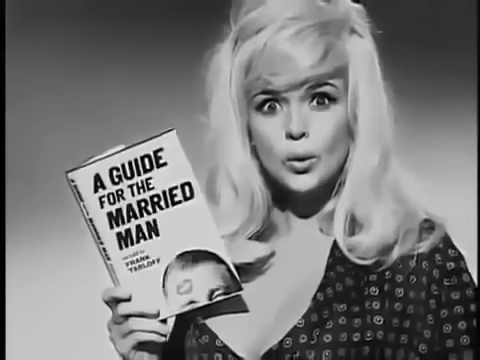 A GUIDE
FOR THE
MARRIED
MAN
FRANK
TARLOFF